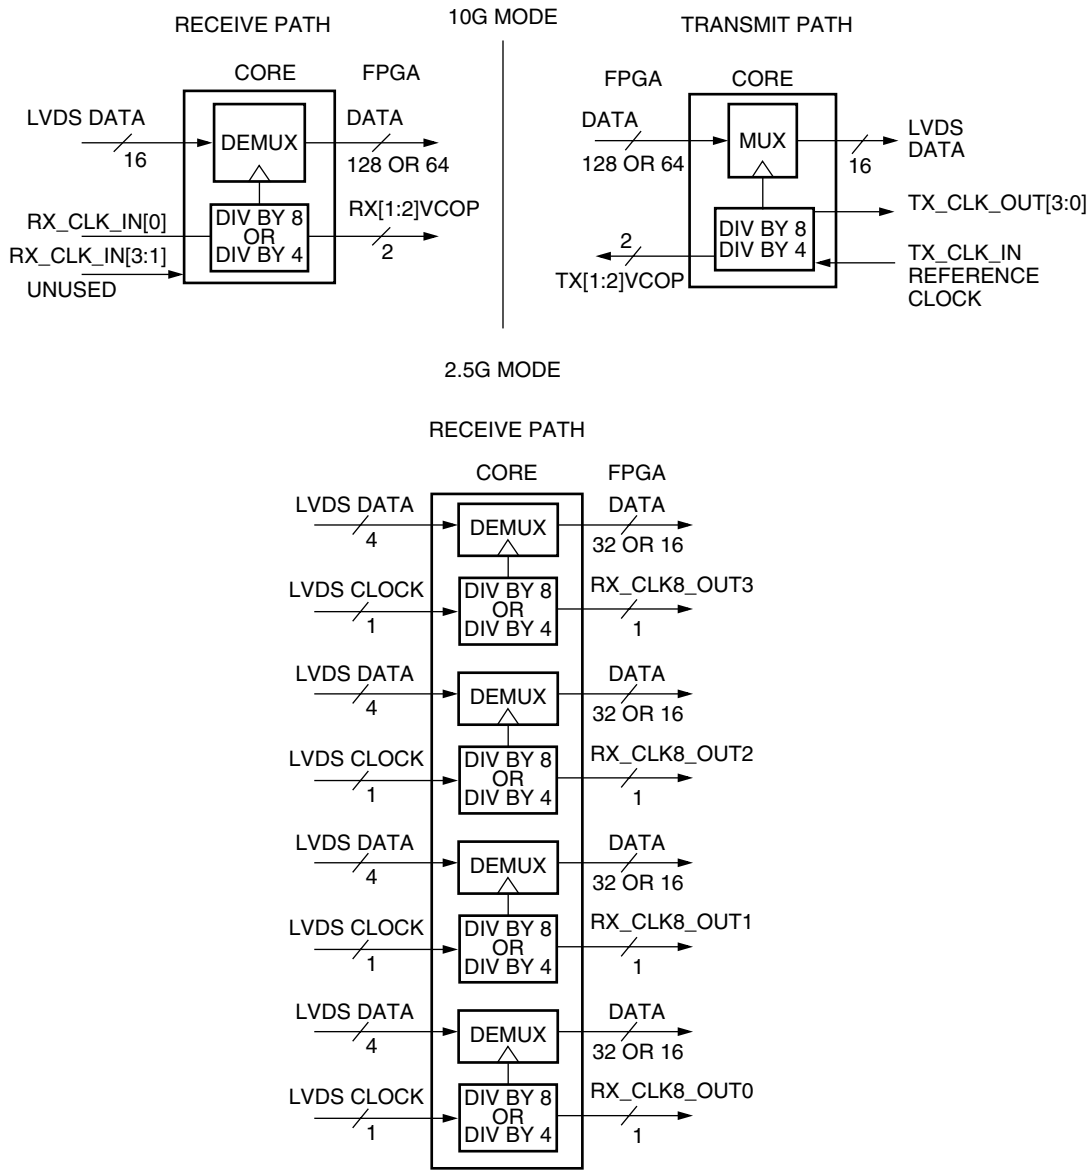 10G MODE
RECEIVE PATH
CORE
FPGA
LVDS DATA
16
DEMUX
DATA
128 OR 64
RX_CLK_IN[0]
DIV BY 8
OR
DIV BY 4
RX[1:2]VCOP
2
RX_CLK_IN[3:1]
UNUSED
TRANSMIT PATH
FPGA
CORE
DATA
128 OR 64
MUX
16
LVDS
DATA
2
TX[1:2]VCOP
DIV BY 8
DIV BY 4
TX_CLK_OUT[3:0]
TX_CLK_IN
REFERENCE
CLOCK
2.5G MODE
RECEIVE PATH
CORE
FPGA
LVDS DATA
4
DEMUX
DATA
32 OR 16
LVDS CLOCK
1
DIV BY 8
OR
DIV BY 4
RX_CLK8_OUT3
1
LVDS DATA
4
DEMUX
DATA
32 OR 16
LVDS CLOCK
1
DIV BY 8
OR
DIV BY 4
RX_CLK8_OUT2
1
LVDS DATA
4
DEMUX
DATA
32 OR 16
LVDS CLOCK
1
DIV BY 8
OR
DIV BY 4
RX_CLK8_OUT1
1
LVDS DATA
4
DEMUX
DATA
32 OR 16
LVDS CLOCK
1
DIV BY 8
OR
DIV BY 4
RX_CLK8_OUT0
1